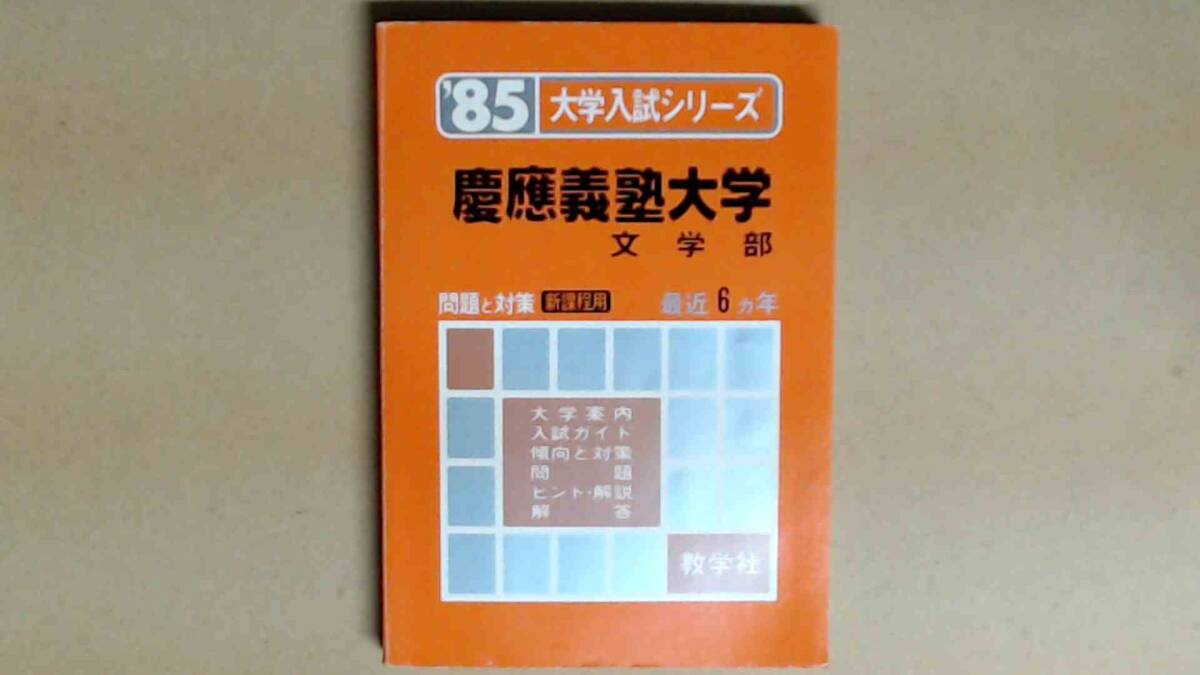 '85 大学入試シリーズ
慶應義塾大学
文学部
問題と対策 新課程用 最近6ヵ年
大学案内
入試ガイド
傾向と対策
問題
ヒント・解説
解答
教学社